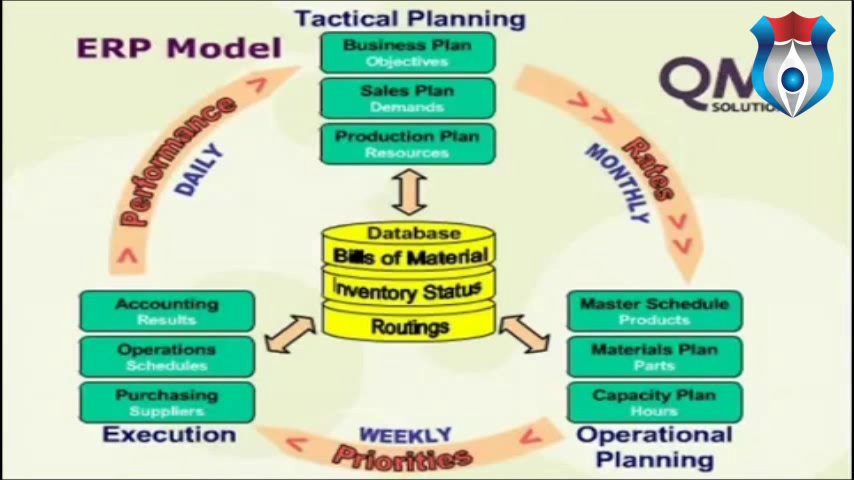 Tactical Planning
ERP Model
Business Plan
Objectives
Sales Plan
Demands
Production Plan
Resources
SOLUTION
Performance
DAILY
Rates
MONTHLY
Database
Bills of Material
Inventory Status
Routings
Accounting
Results
Operations
Schedules
Purchasing
Suppliers
Execution
Master Schedule
Products
Materials Plan
Parts
Capacity Plan
Hours
Operational
Planning
WEEKLY
Priorities